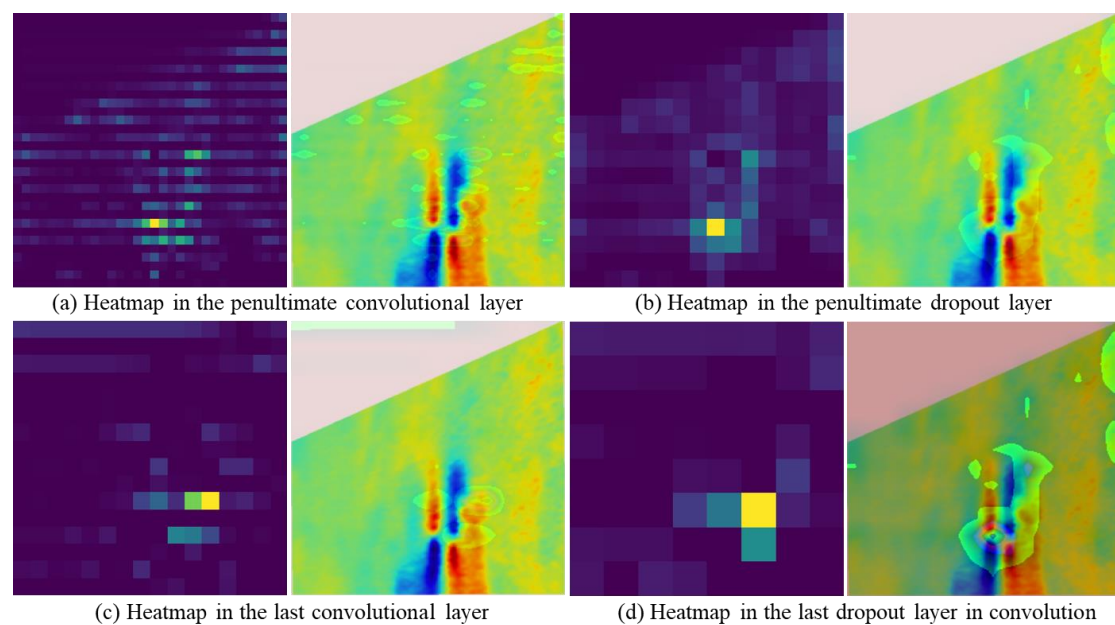 (a) Heatmap in the penultimate convolutional layer
(b) Heatmap in the penultimate dropout layer
(c) Heatmap in the last convolutional layer
(d) Heatmap in the last dropout layer in convolution